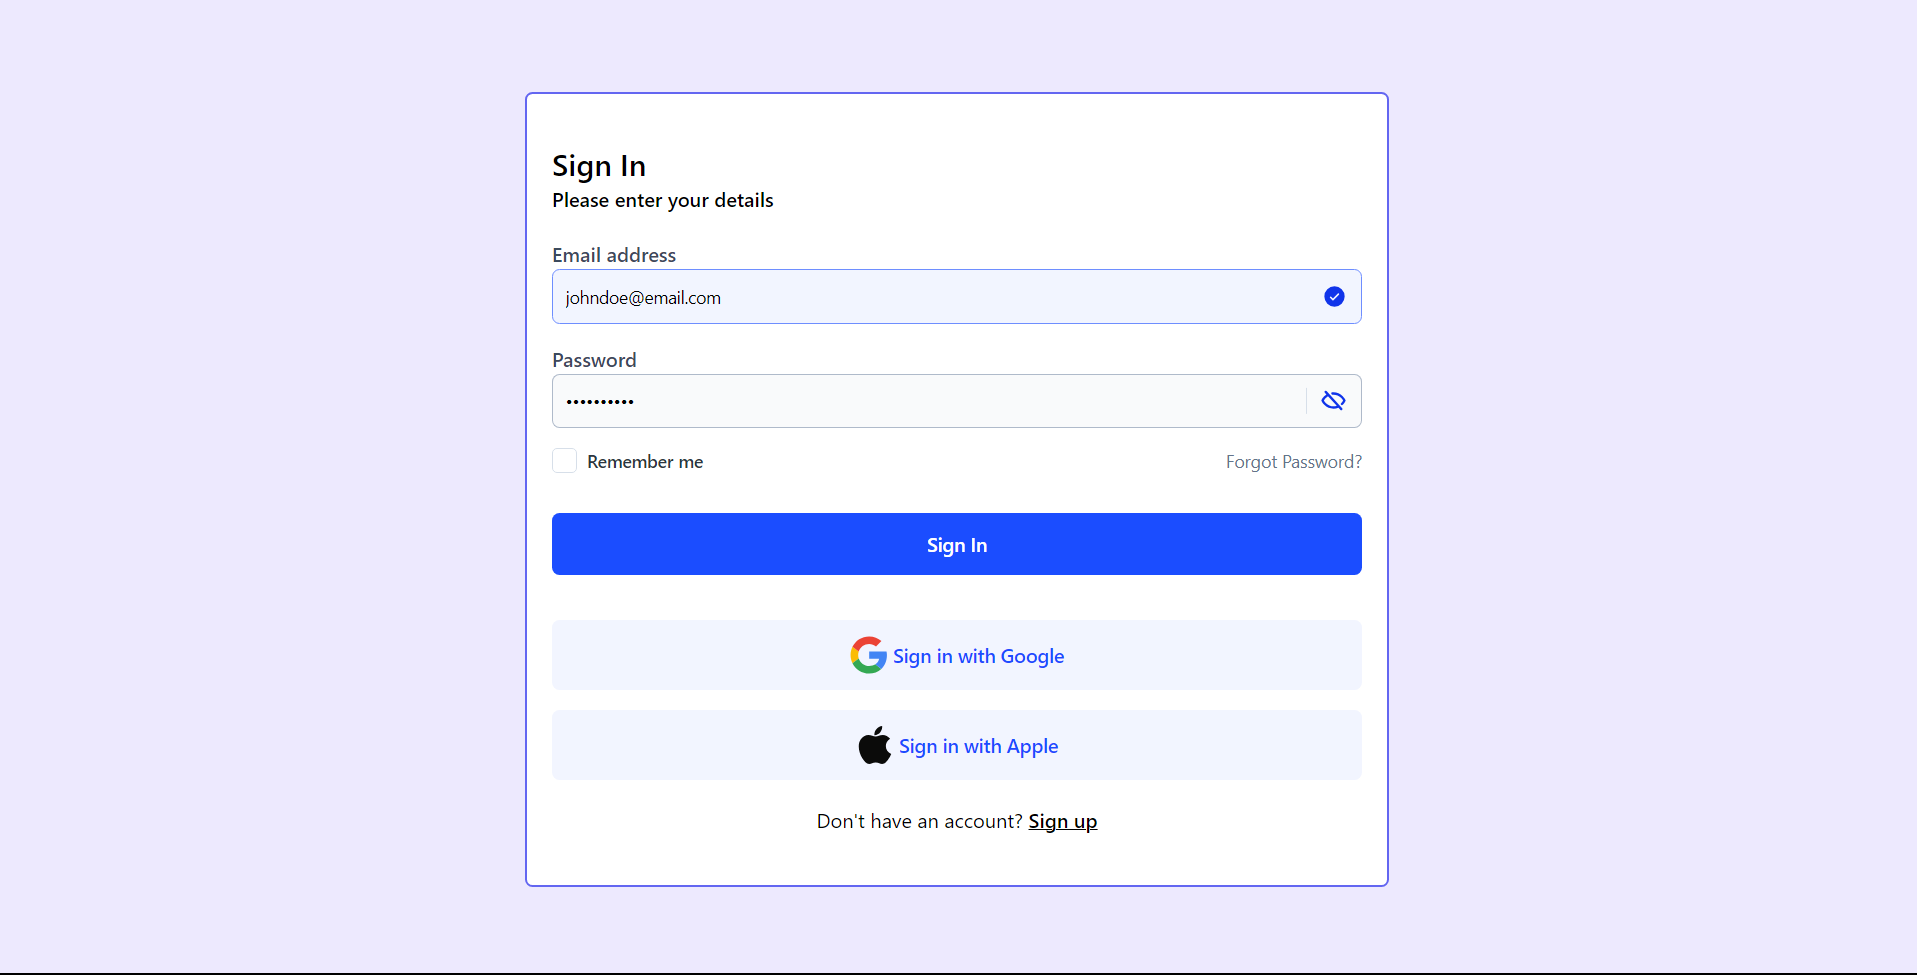 Sign In
Please enter your details
Email address
johndoe@email.com
Password
••••••••••
Remember me
Forgot Password?
Sign In
Sign in with Google
Sign in with Apple
Don't have an account? Sign up